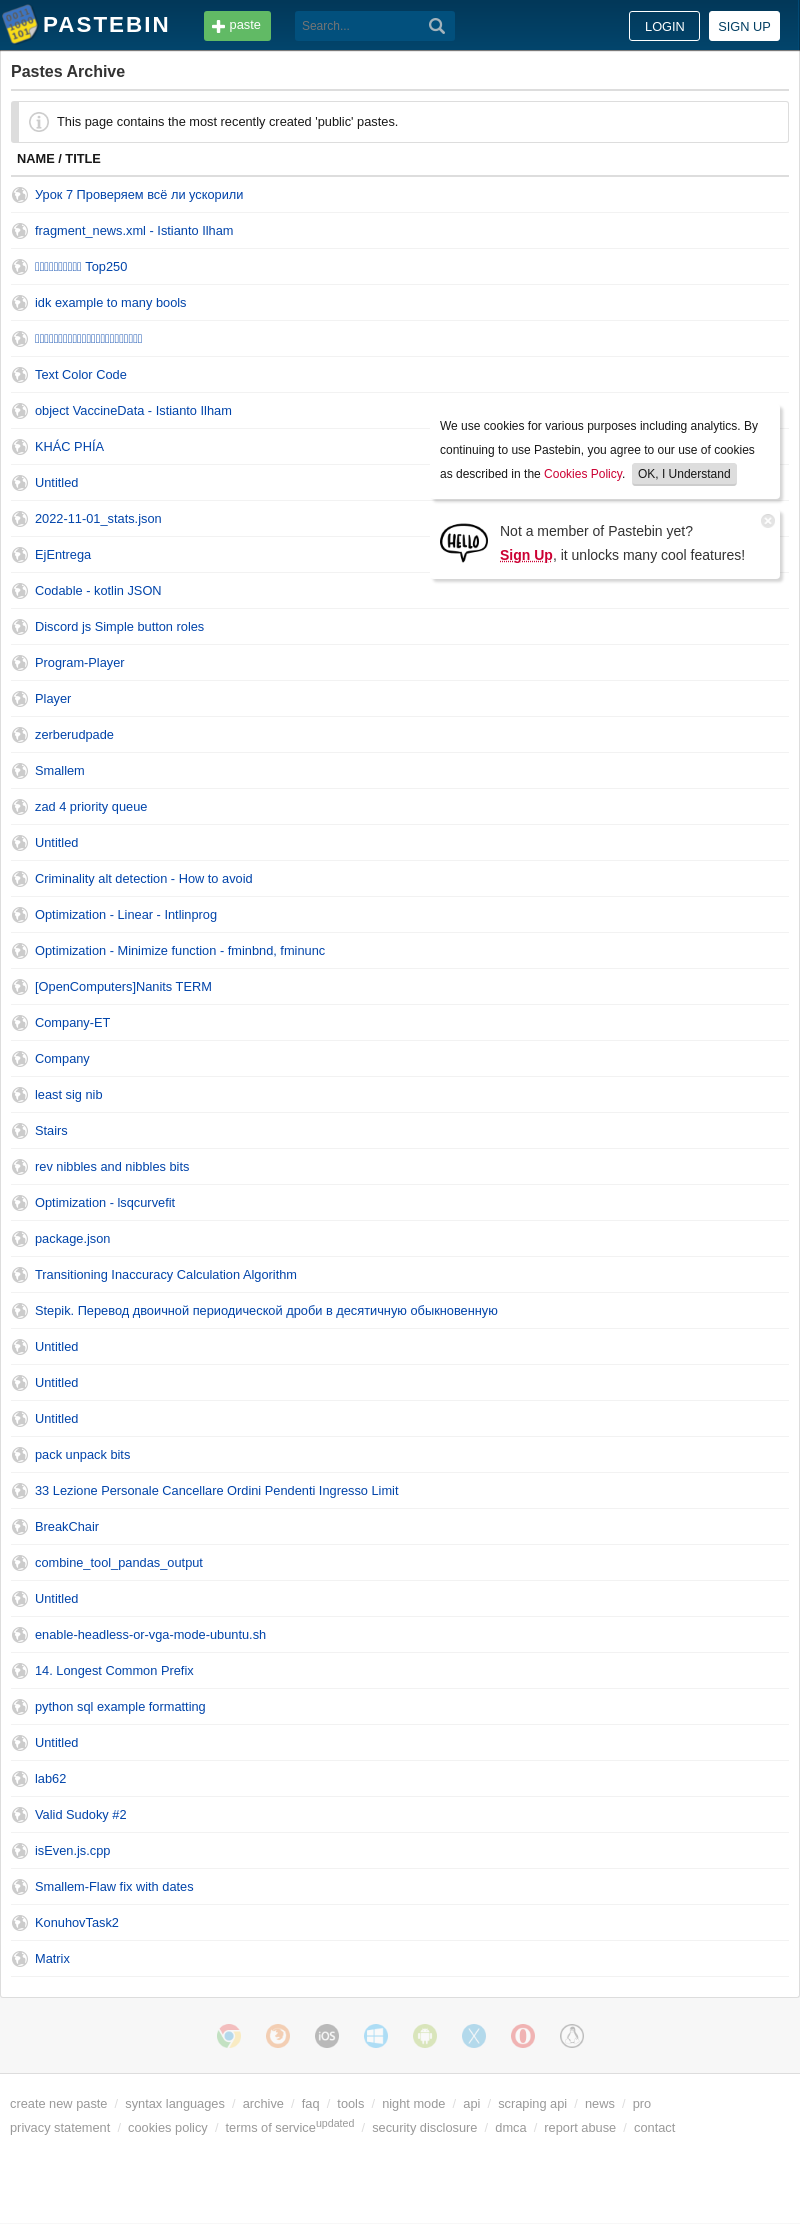 PASTEBIN
paste
Search...
LOGIN
SIGN UP
Pastes Archive
This page contains the most recently created 'public' pastes.
NAME / TITLE
Урок 7 Проверяем всё ли ускорили
fragment_news.xml - Istianto Ilham
Top250
idk example to many bools
Text Color Code
object VaccineData - Istianto Ilham
KHÁC PHÍA
Untitled
2022-11-01_stats.json
EjEntrega
Codable - kotlin JSON
We use cookies for various purposes including analytics. By
continuing to use Pastebin, you agree to our use of cookies
as described in the Cookies Policy. OK, I Understand
HELLO
Not a member of Pastebin yet?
Sign Up, it unlocks many cool features!
Discord js Simple button roles
Program-Player
Player
zerberudpade
Smallem
zad 4 priority queue
Untitled
Criminality alt detection - How to avoid
Optimization - Linear - Intlinprog
Optimization - Minimize function - fminbnd, fminunc
[OpenComputers]Nanits TERM
Company-ET
Company
least sig nib
Stairs
rev nibbles and nibbles bits
Optimization - lsqcurvefit
package.json
Transitioning Inaccuracy Calculation Algorithm
Stepik. Перевод двоичной периодической дроби в десятичную обыкновенную
Untitled
Untitled
Untitled
pack unpack bits
33 Lezione Personale Cancellare Ordini Pendenti Ingresso Limit
BreakChair
combine_tool_pandas_output
Untitled
enable-headless-or-vga-mode-ubuntu.sh
14. Longest Common Prefix
python sql example formatting
Untitled
lab62
Valid Sudoky #2
isEven.js.cpp
Smallem-Flaw fix with dates
KonuhovTask2
Matrix
iOS
create new paste / syntax languages / archive / faq / tools / night mode / api / scraping api / news / pro
privacy statement / cookies policy / terms of service updated / security disclosure / dmca / report abuse / contact